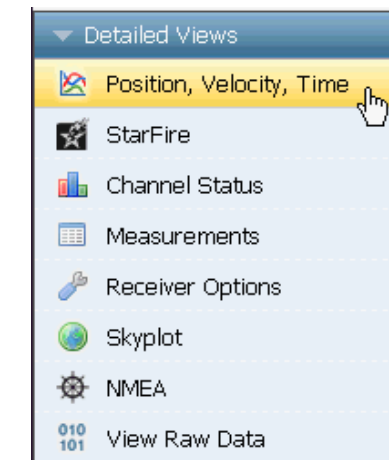 Detailed Views
Position, Velocity, Time
StarFire
Channel Status
Measurements
Receiver Options
Skyplot
NMEA
010
101
View Raw Data